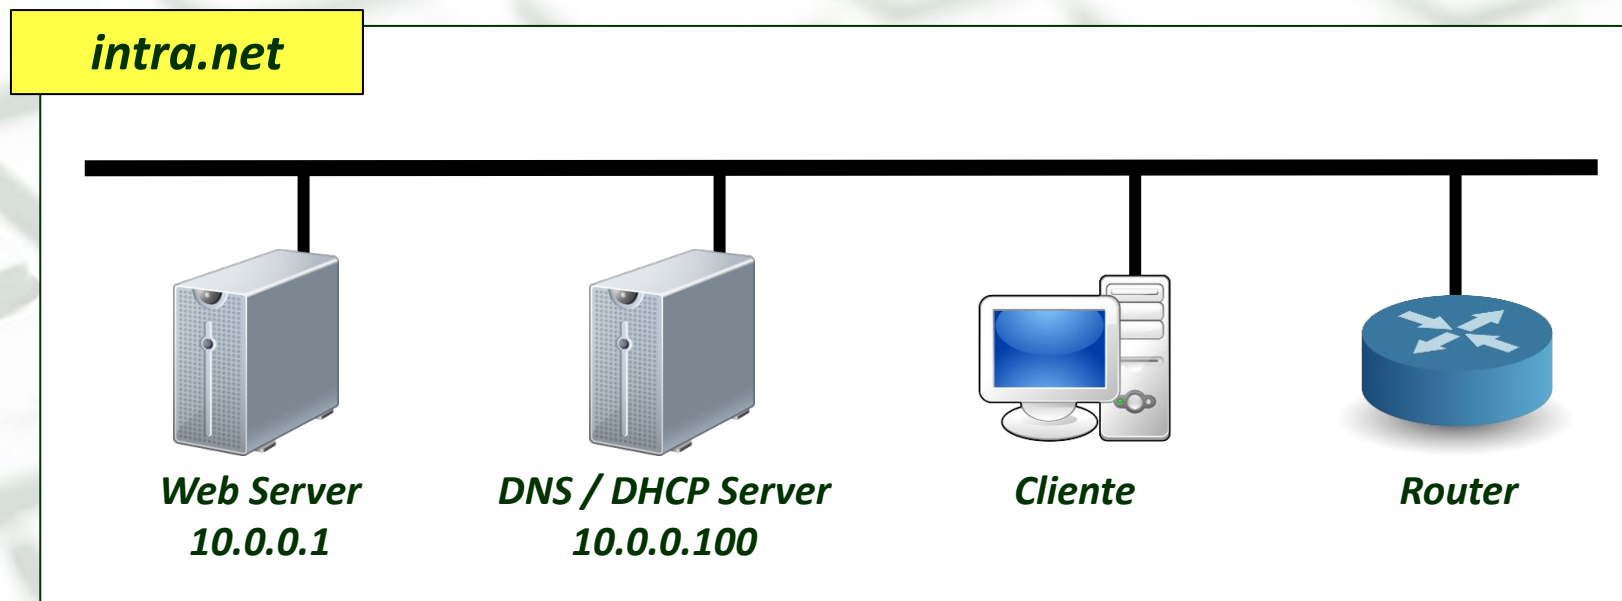 intra.net
Web Server
10.0.0.1
DNS / DHCP Server
10.0.0.100
Cliente
Router